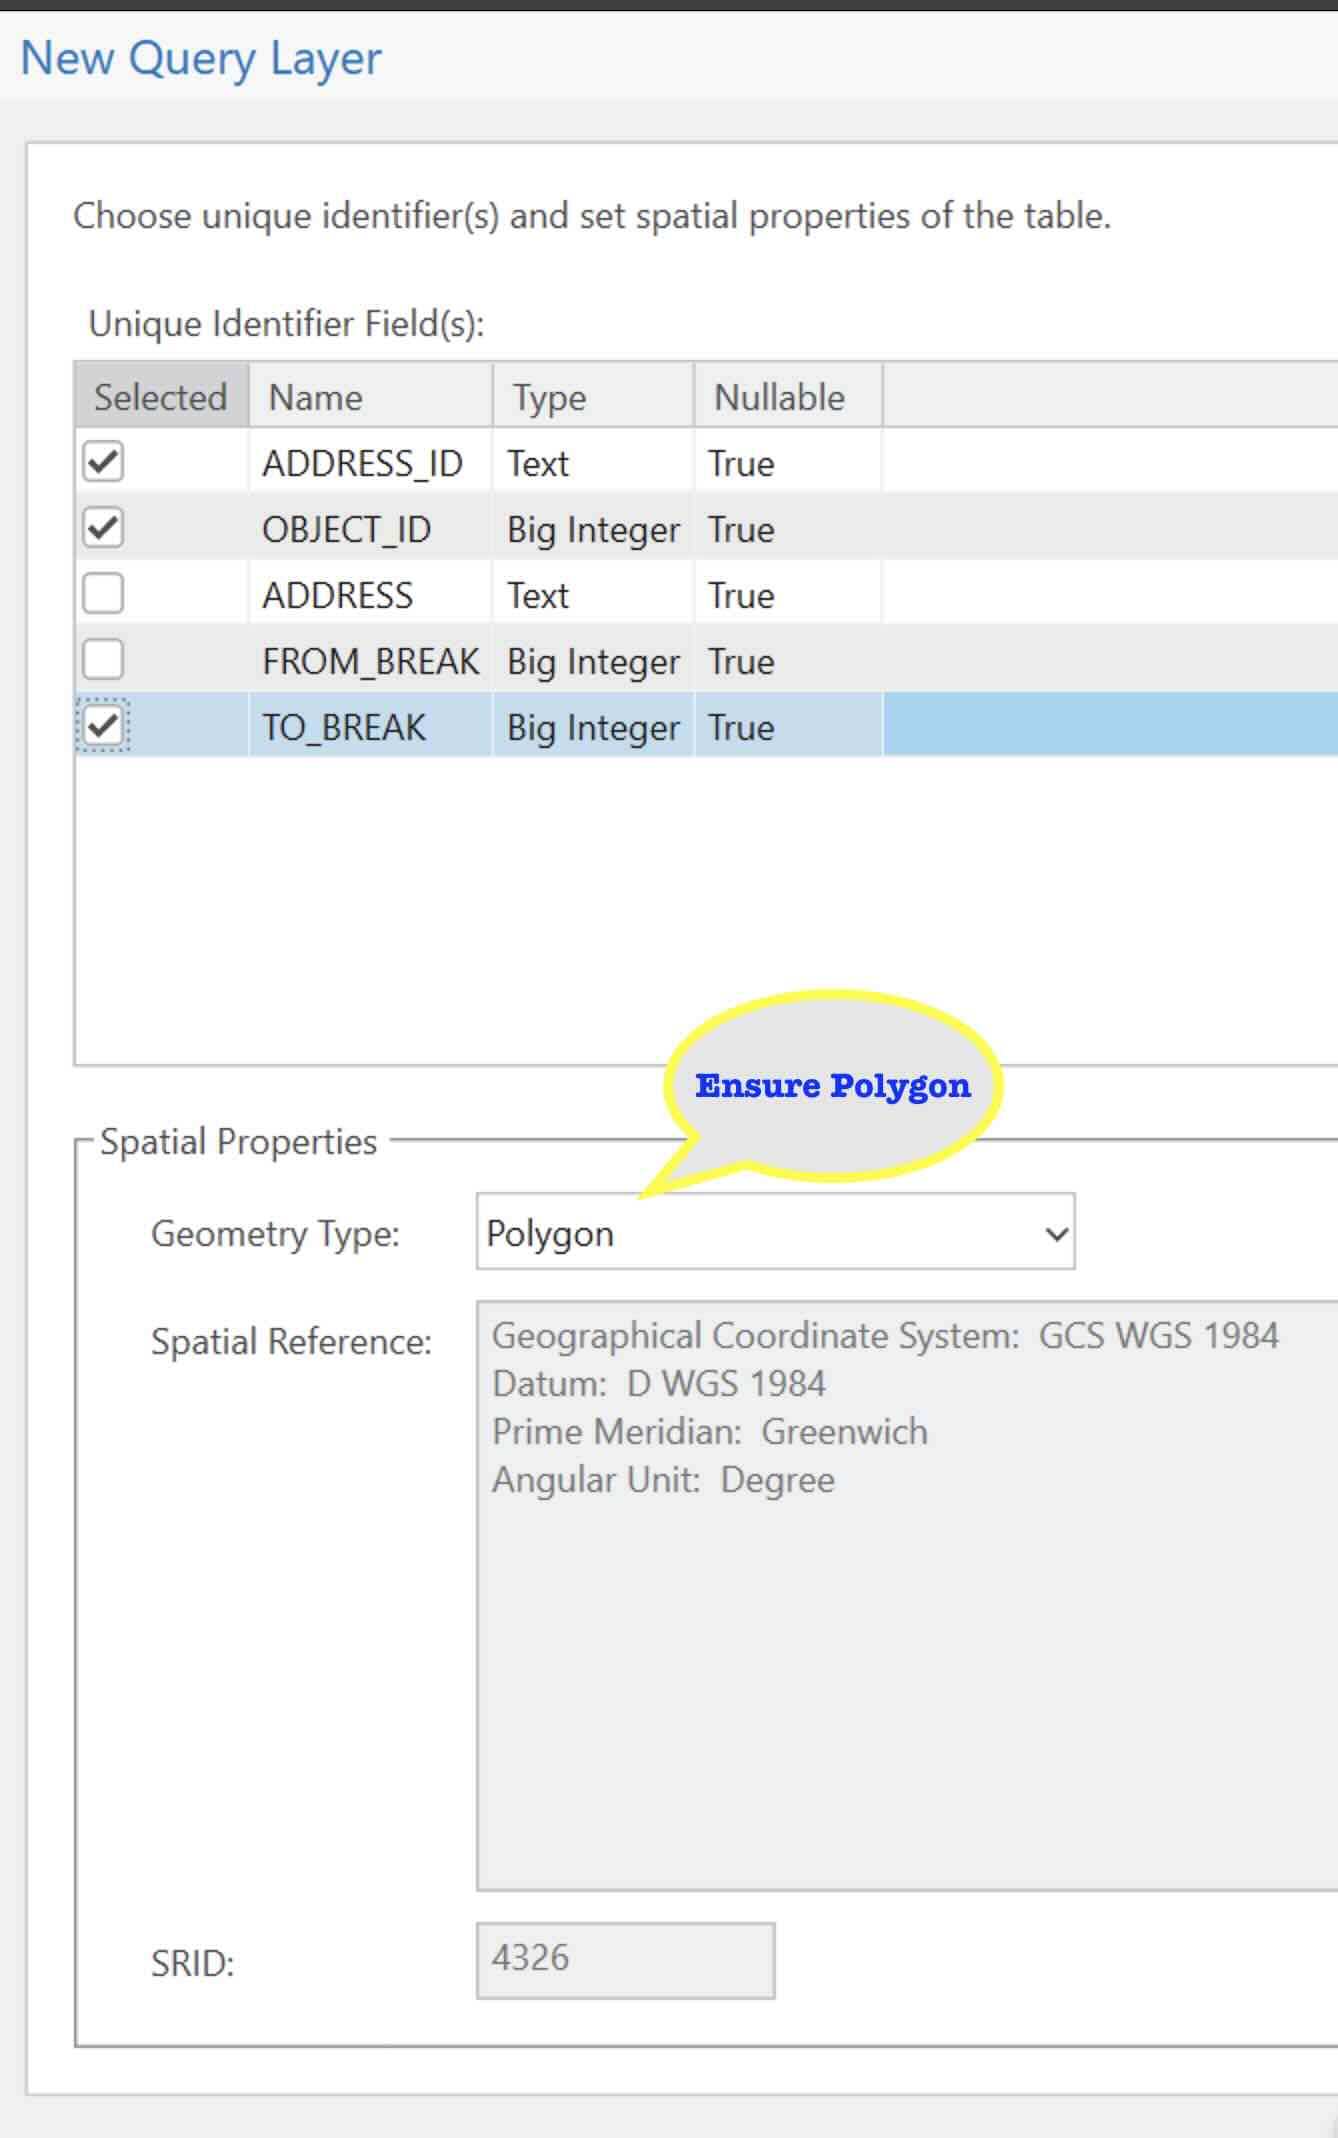 New Query Layer
Choose unique identifier(s) and set spatial properties of the table.
Unique Identifier Field(s):
Selected Name Type Nullable
ADDRESS_ID Text True
OBJECT_ID Big Integer True
ADDRESS Text True
FROM_BREAK Big Integer True
TO_BREAK Big Integer True
Ensure Polygon
Spatial Properties
Geometry Type: Polygon
Spatial Reference: Geographical Coordinate System: GCS WGS 1984
Datum: D WGS 1984
Prime Meridian: Greenwich
Angular Unit: Degree
SRID: 4326